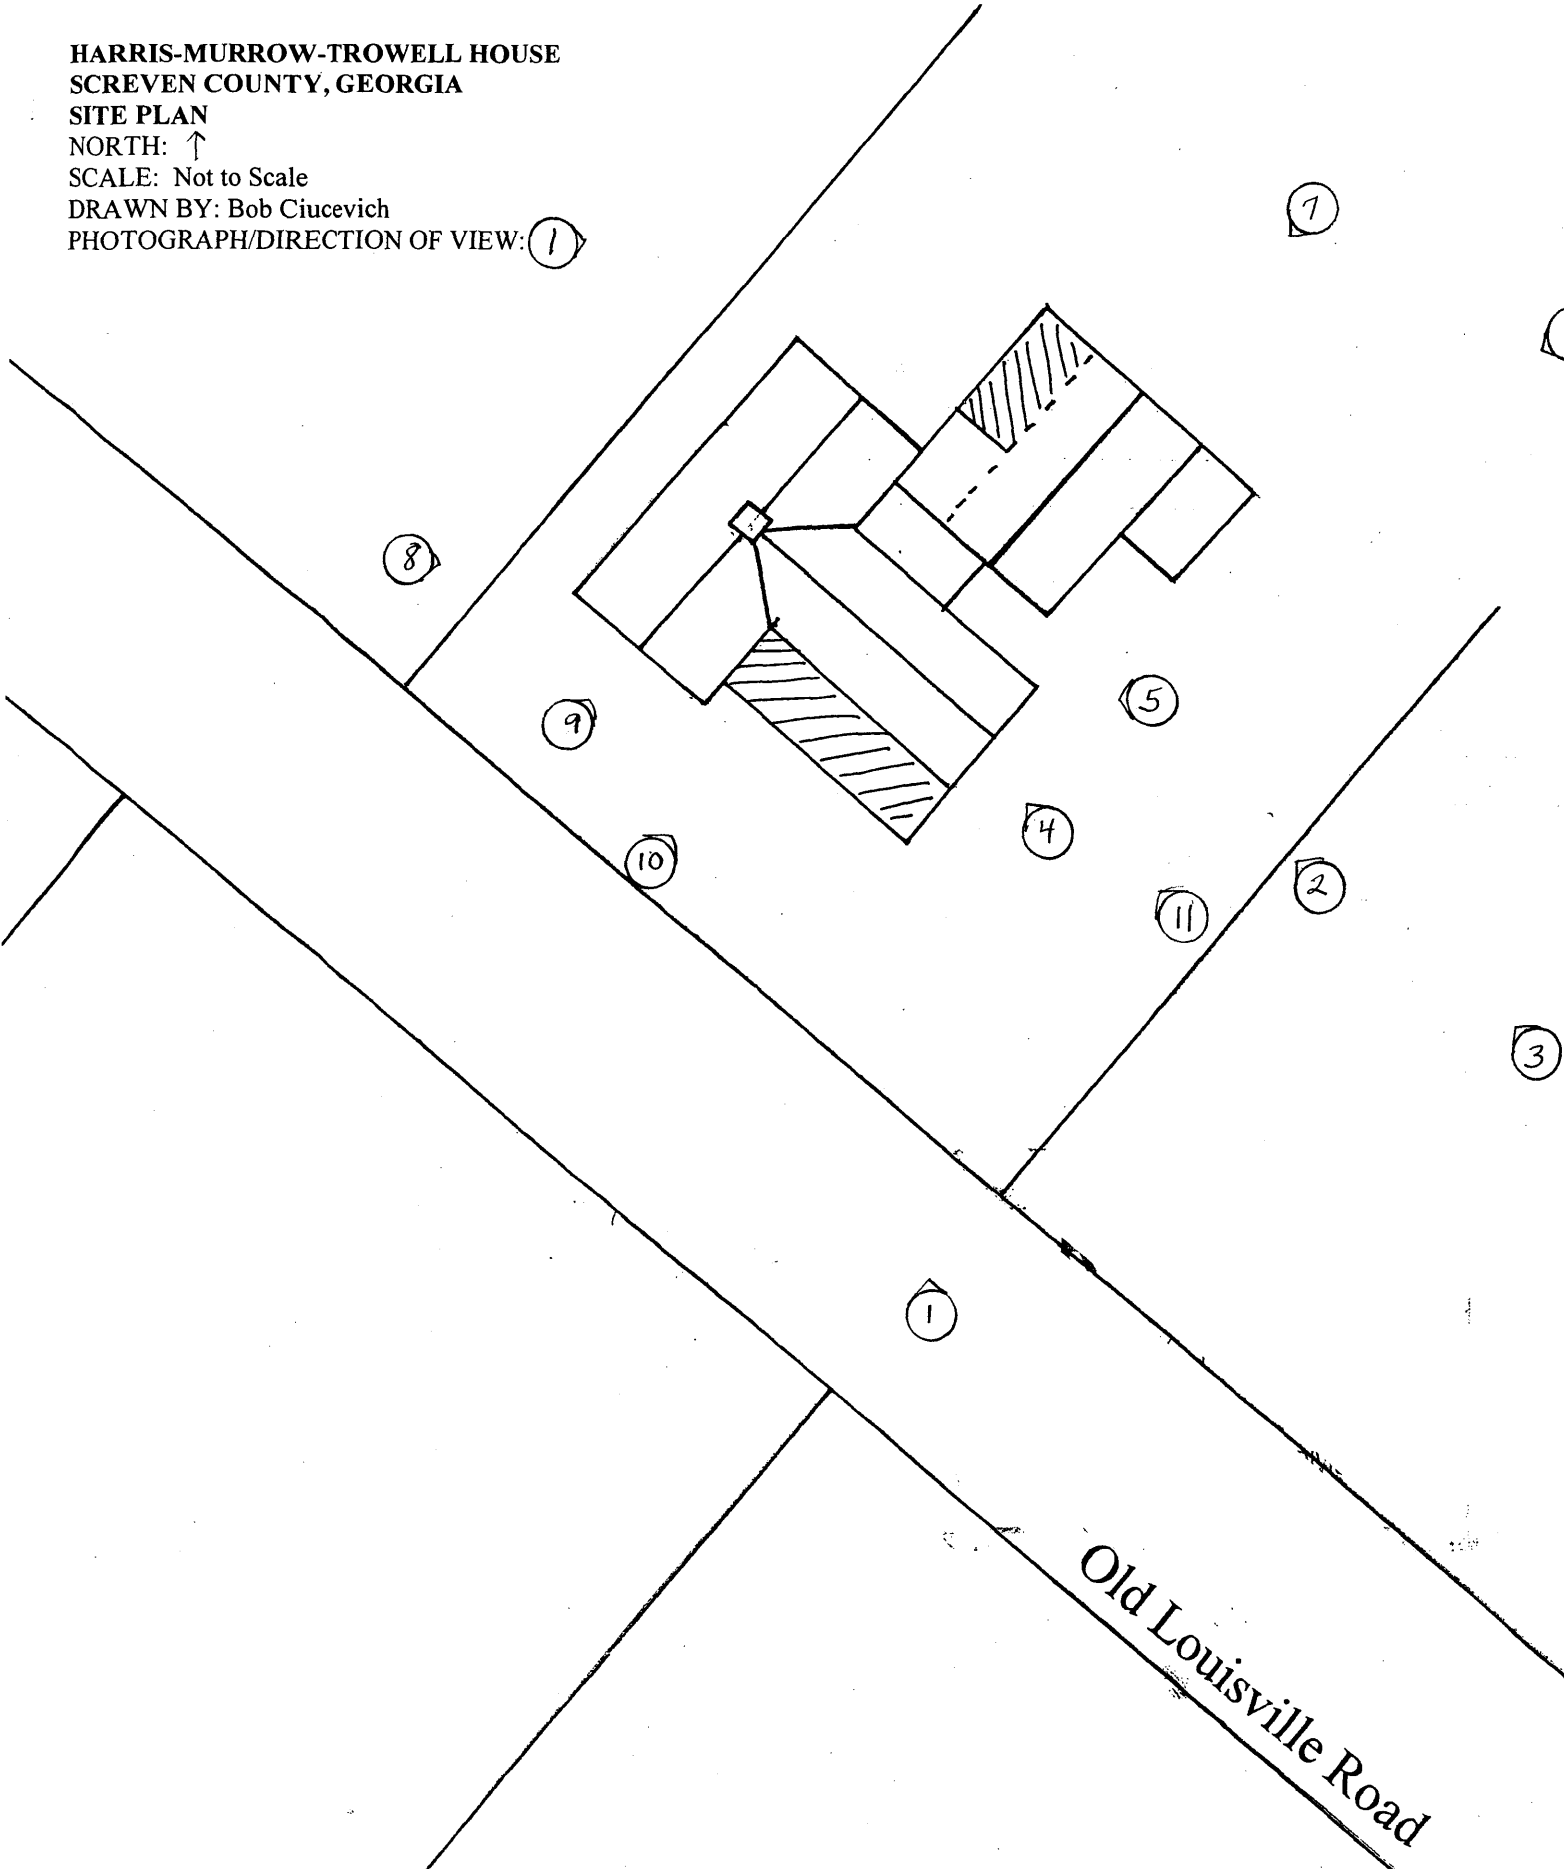 HARRIS-MURROW-TROWELL HOUSE
SCREVEN COUNTY, GEORGIA
SITE PLAN
NORTH: ↑
SCALE: Not to Scale
DRAWN BY: Bob Ciucevich
PHOTOGRAPH/DIRECTION OF VIEW: 1
7
8
5
9
4
10
2
11
3
1
Old Louisville Road